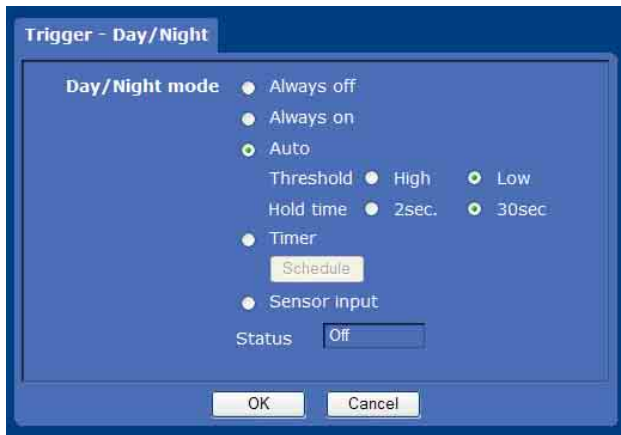 Trigger - Day/Night
Day/Night mode Always off
Always on
Auto
Threshold High Low
Hold time 2sec. 30sec
Timer
Schedule
Sensor input
Status Off
OK Cancel